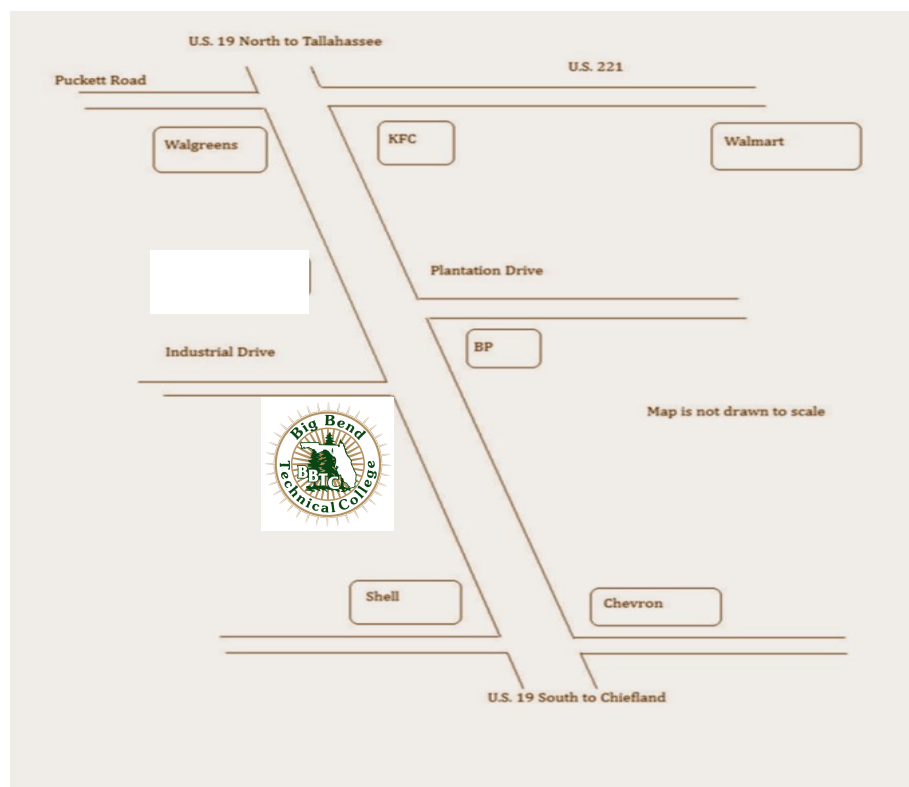 U.S. 19 North to Tallahassee
U.S. 221
Puckett Road
KFC
Walmart
Walgreens
Plantation Drive
BP
Industrial Drive
Map is not drawn to scale
Big Bend
BBTC
Technical College
Shell
Chevron
U.S. 19 South to Chiefland